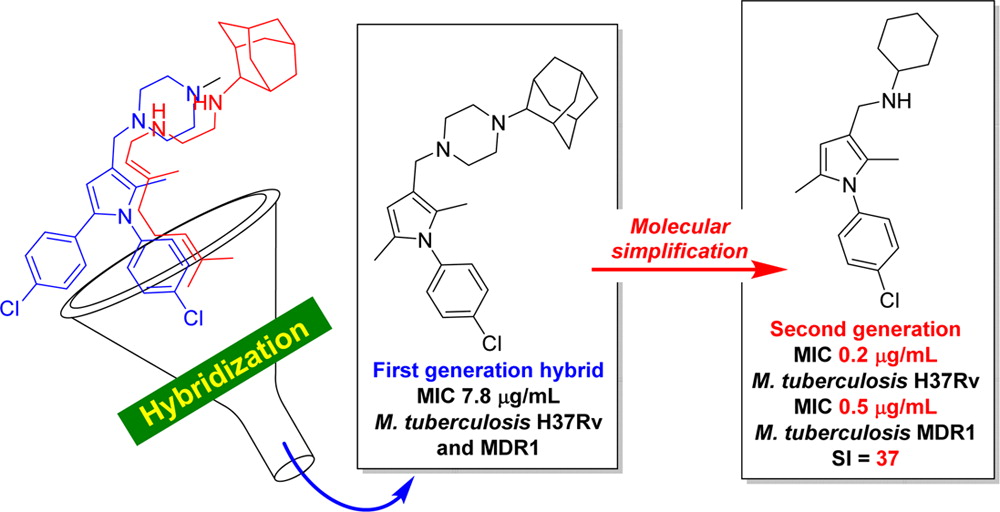 N
N
H
N
HN
N
Cl
Cl
Hybridization
N
N
N
Cl
First generation hybrid
MIC 7.8 μg/mL
M. tuberculosis H37Rv
and MDR1
Molecular
simplification
NH
N
Cl
Second generation
MIC 0.2 μg/mL
M. tuberculosis H37Rv
MIC 0.5 μg/mL
M. tuberculosis MDR1
SI = 37